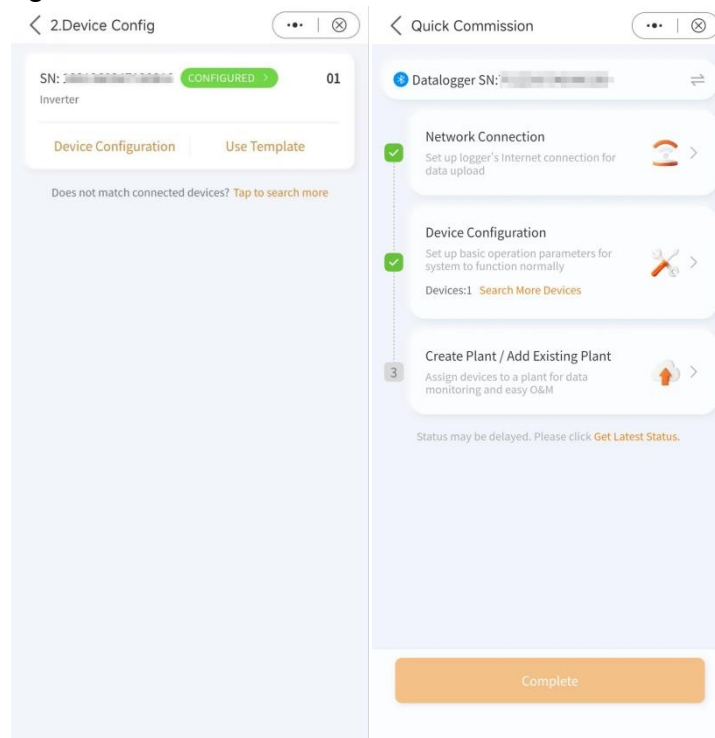 2.Device Config
SN:
CONFIGURED >
01
Inverter
Device Configuration
Use Template
Does not match connected devices? Tap to search more
Quick Commission
Datalogger SN:
Network Connection
Set up logger's Internet connection for
data upload
Device Configuration
Set up basic operation parameters for
system to function normally
Devices:1 Search More Devices
3
Create Plant / Add Existing Plant
Assign devices to a plant for data
monitoring and easy O&M
Status may be delayed. Please click Get Latest Status.
Complete